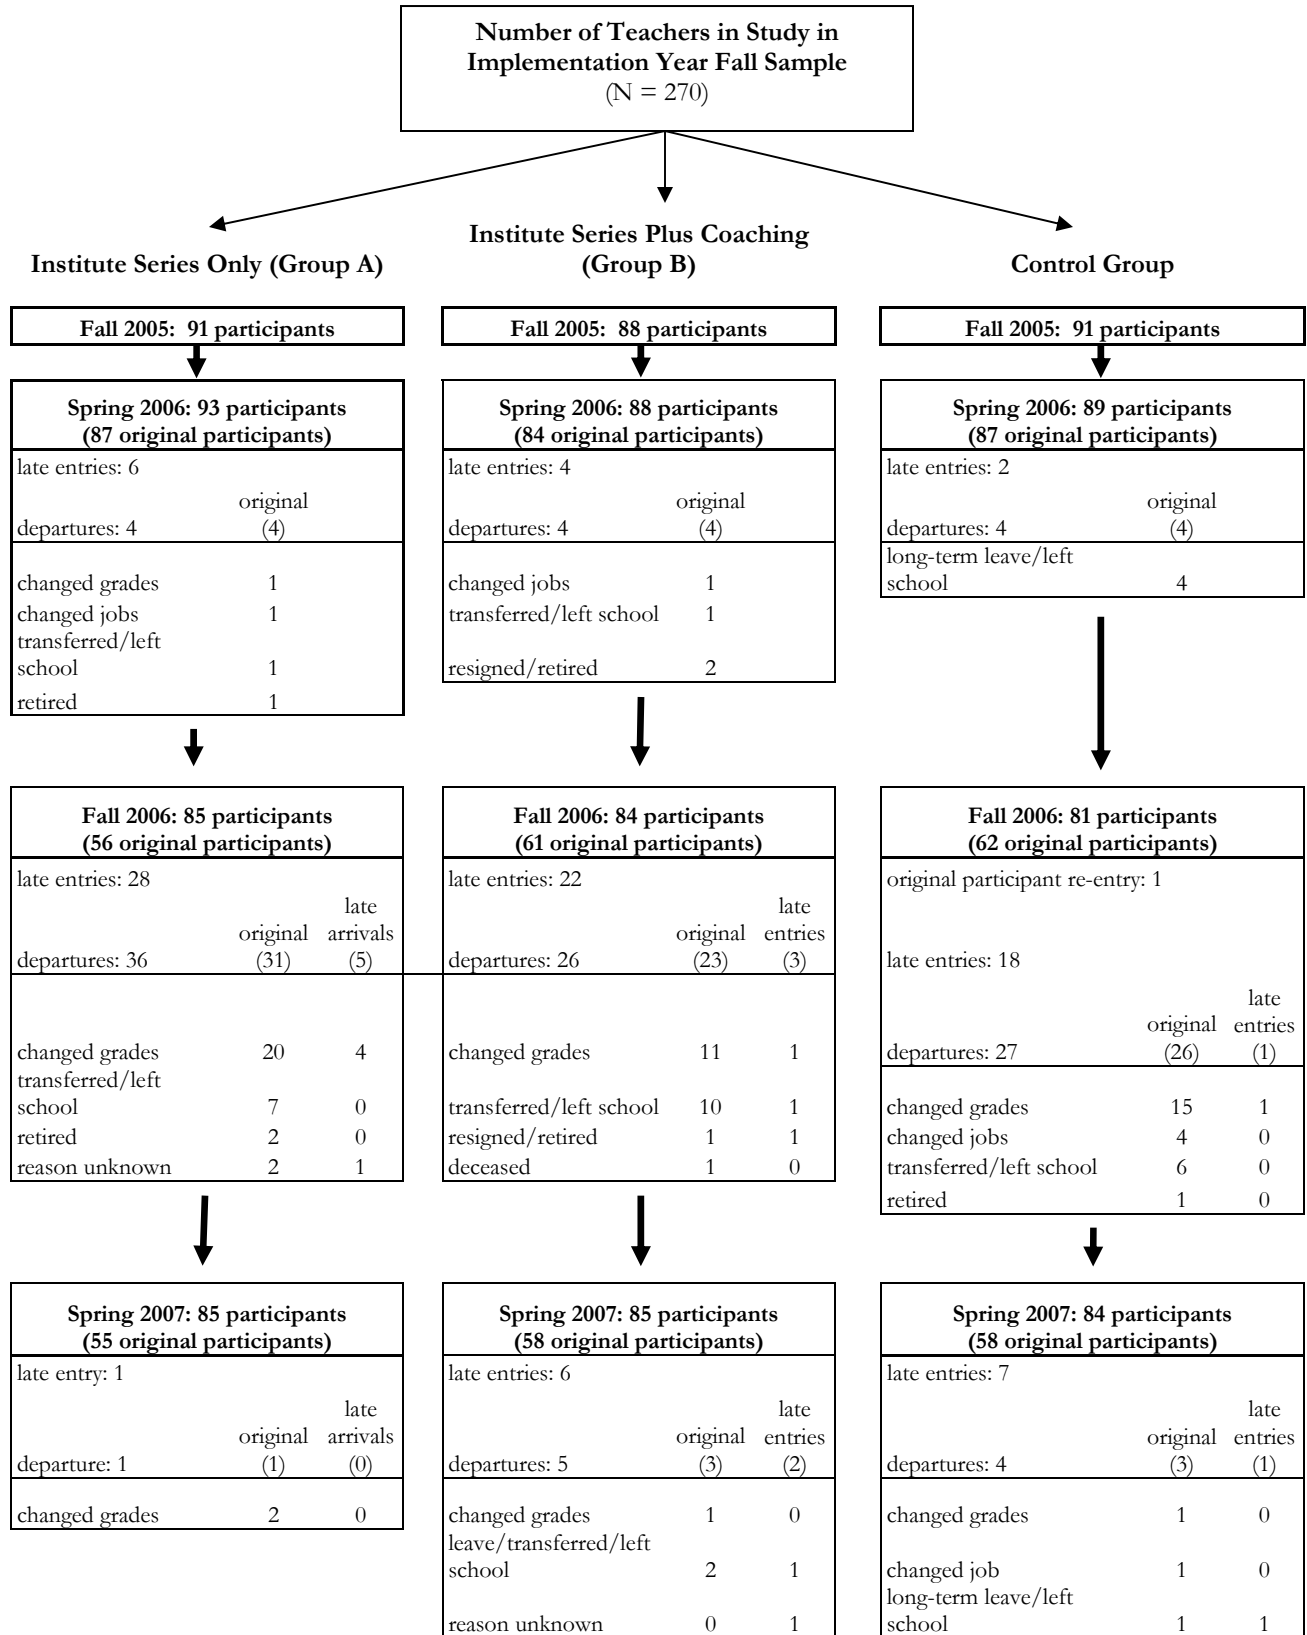 Number of Teachers in Study in
Implementation Year Fall Sample
(N = 270)
Institute Series Only (Group A)
Institute Series Plus Coaching
(Group B)
Control Group
Fall 2005: 91 participants
Spring 2006: 93 participants
(87 original participants)
late entries: 6
original
departures: 4 (4)
changed grades 1
changed jobs 1
transferred/left
school 1
retired 1
Fall 2006: 85 participants
(56 original participants)
late entries: 28
late
original arrivals
departures: 36 (31) (5)
changed grades 20 4
transferred/left
school 7 0
retired 2 0
reason unknown 2 1
Spring 2007: 85 participants
(55 original participants)
late entry: 1
late
original arrivals
departure: 1 (1) (0)
changed grades 2 0
Fall 2005: 88 participants
Spring 2006: 88 participants
(84 original participants)
late entries: 4
original
departures: 4 (4)
changed jobs 1
transferred/left school 1
resigned/retired 2
Fall 2006: 84 participants
(61 original participants)
late entries: 22
late
original entries
departures: 26 (23) (3)
changed grades 11 1
transferred/left school 10 1
resigned/retired 1 1
deceased 1 0
Spring 2007: 85 participants
(58 original participants)
late entries: 6
late
original entries
departures: 5 (3) (2)
changed grades 1 0
leave/transferred/left
school 2 1
reason unknown 0 1
Fall 2005: 91 participants
Spring 2006: 89 participants
(87 original participants)
late entries: 2
original
departures: 4 (4)
long-term leave/left
school 4
Fall 2006: 81 participants
(62 original participants)
original participant re-entry: 1
late entries: 18
late
original entries
departures: 27 (26) (1)
changed grades 15 1
changed jobs 4 0
transferred/left school 6 0
retired 1 0
Spring 2007: 84 participants
(58 original participants)
late entries: 7
late
original entries
departures: 4 (3) (1)
changed grades 1 0
changed job 1 0
long-term leave/left
school 1 1